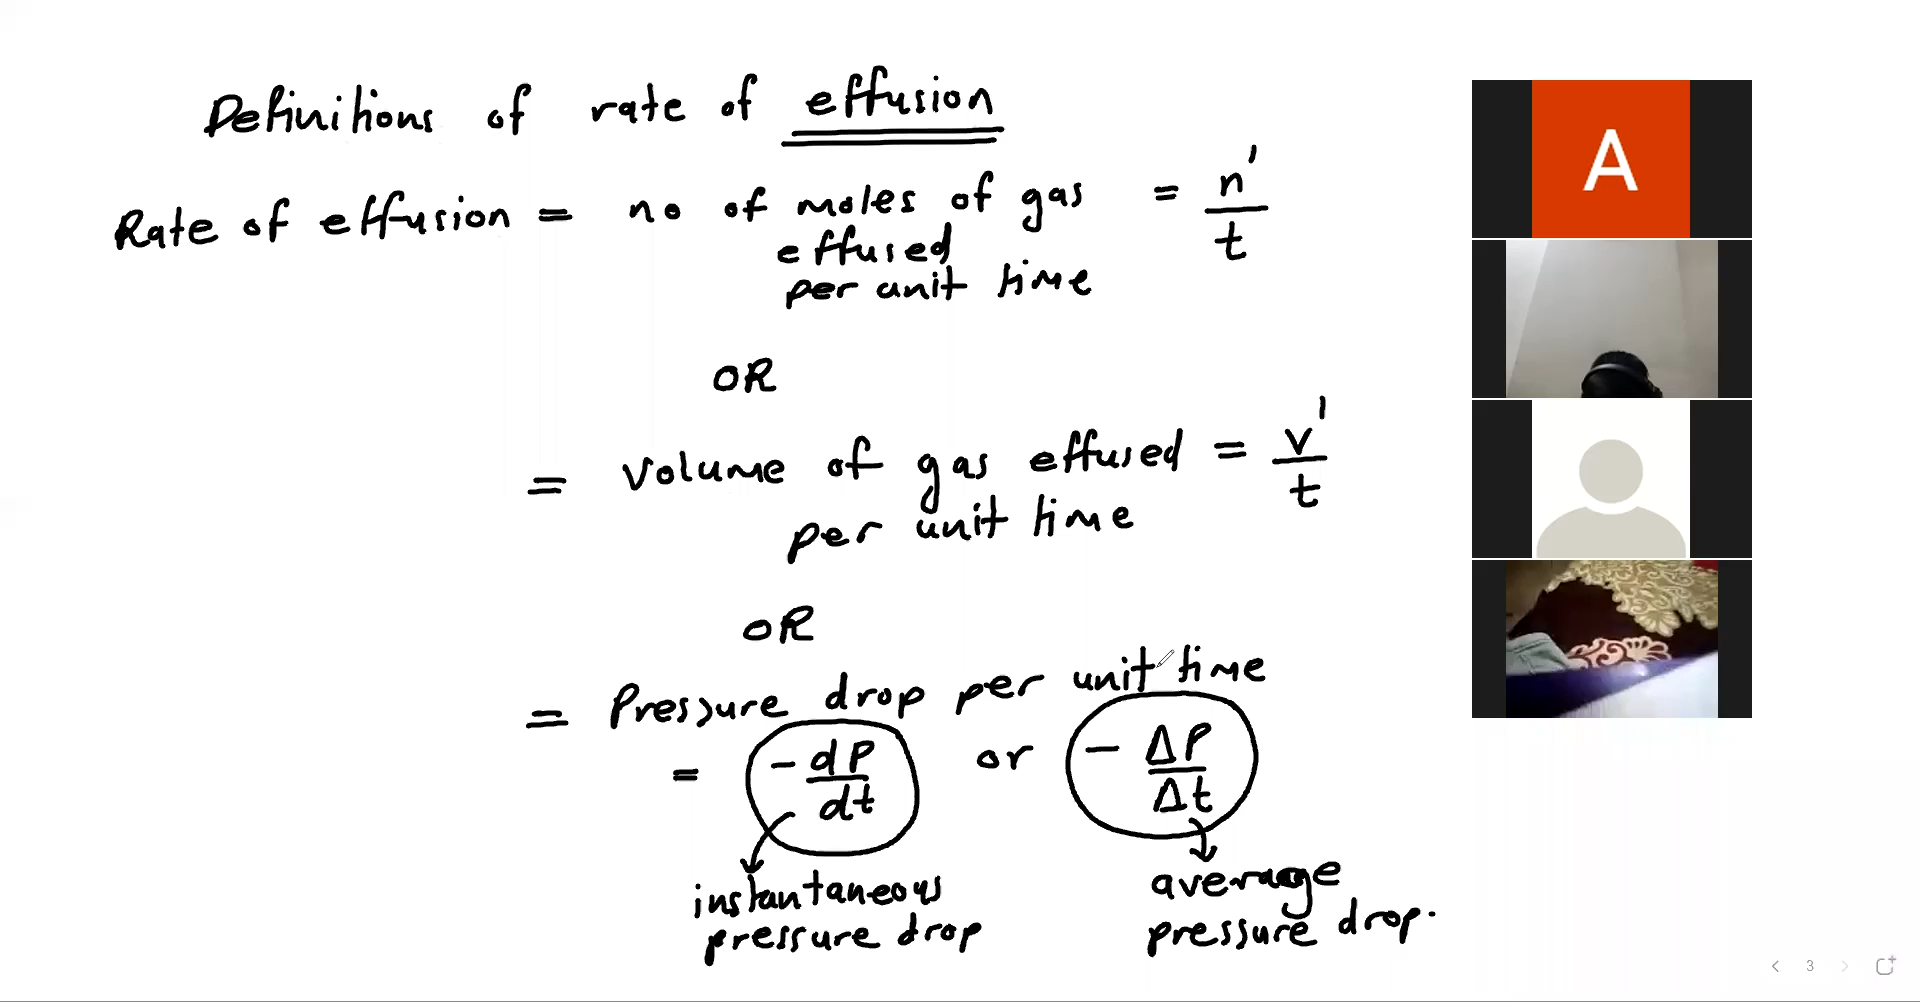 Definitions of rate of effusion
Rate of effusion = no of moles of gas = n'/t
effused
per unit time
OR
= Volume of gas effused = v'/t
per unit time
OR
= Pressure drop per unit time
= - dP/dt or - ΔP/Δt
instantaneous average
pressure drop pressure drop.
A
3